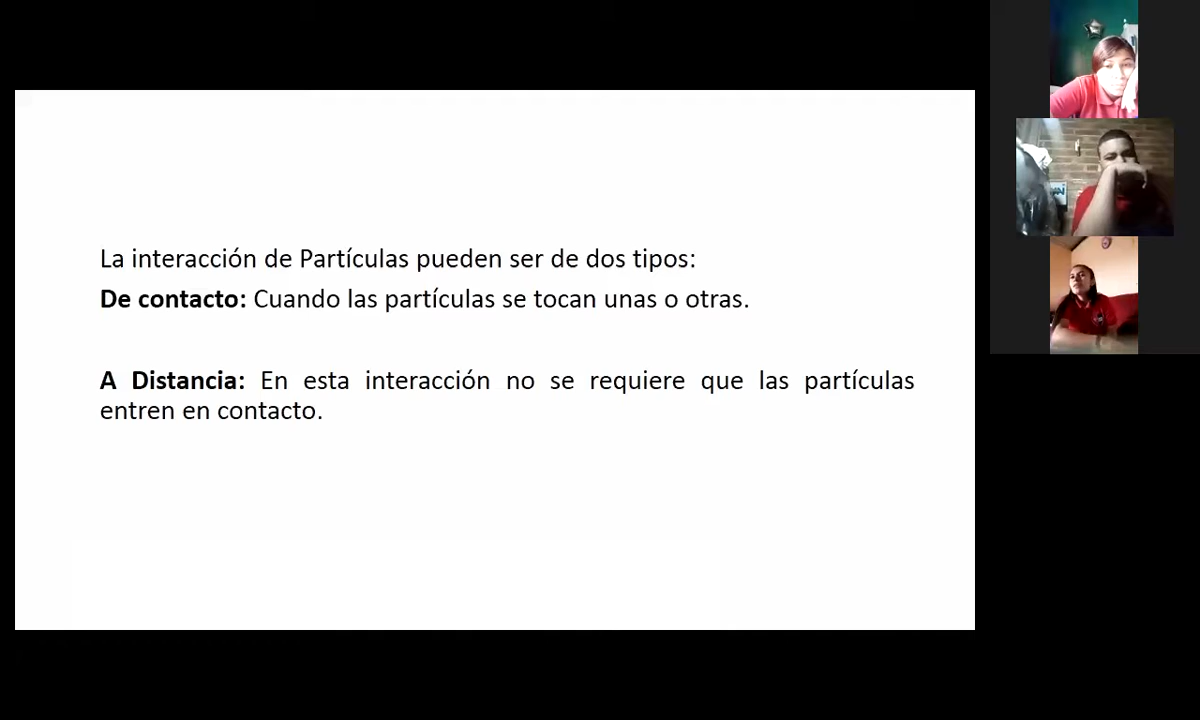 La interacción de Partículas pueden ser de dos tipos:
De contacto: Cuando las partículas se tocan unas o otras.
A Distancia: En esta interacción no se requiere que las partículas
entren en contacto.